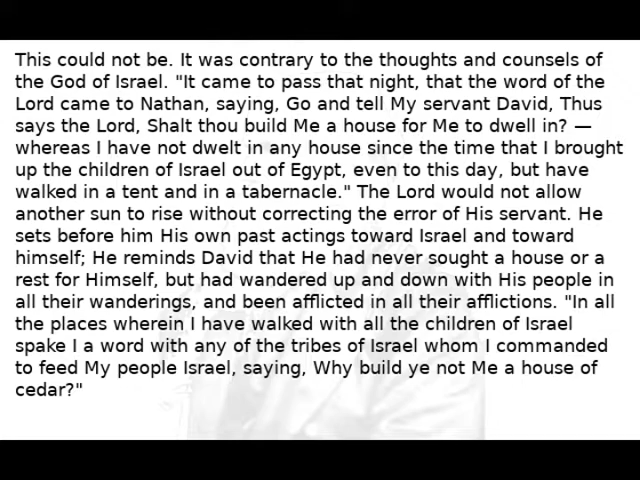 This could not be. It was contrary to the thoughts and counsels of
the God of Israel. "It came to pass that night, that the word of the
Lord came to Nathan, saying, Go and tell My servant David, Thus
says the Lord, Shalt thou build Me a house for Me to dwell in? —
whereas I have not dwelt in any house since the time that I brought
up the children of Israel out of Egypt, even to this day, but have
walked in a tent and in a tabernacle." The Lord would not allow
another sun to rise without correcting the error of His servant. He
sets before him His own past actings toward Israel and toward
himself; He reminds David that He had never sought a house or a
rest for Himself, but had wandered up and down with His people in
all their wanderings, and been afflicted in all their afflictions. "In all
the places wherein I have walked with all the children of Israel
spake I a word with any of the tribes of Israel whom I commanded
to feed My people Israel, saying, Why build ye not Me a house of
cedar?"